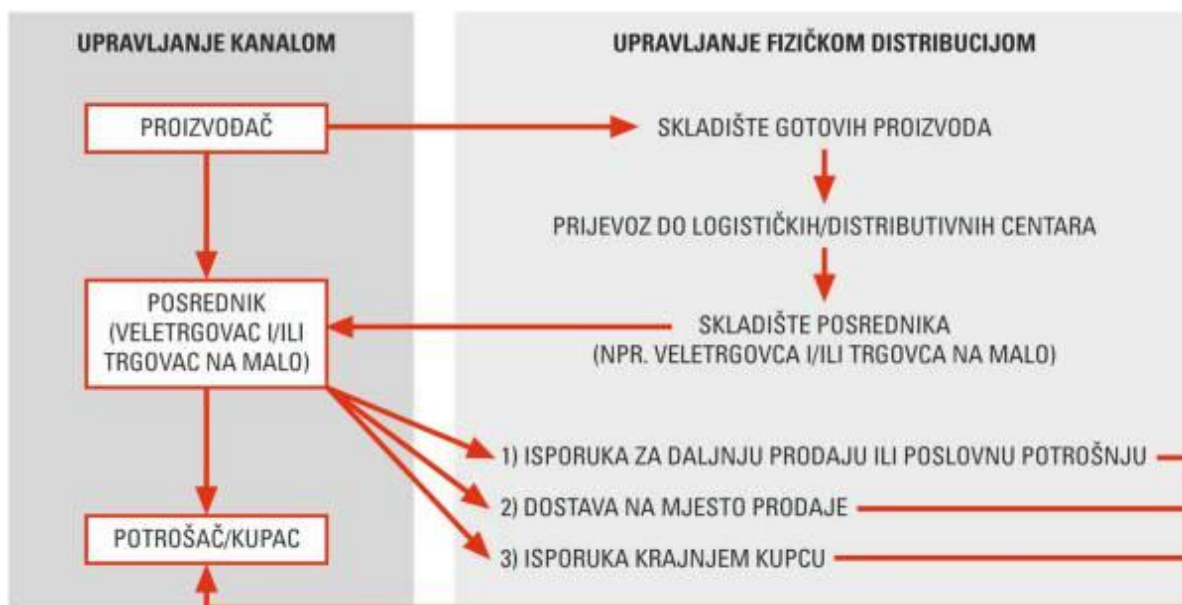 UPRAVLJANJE KANALOM
PROIZVOĐAČ
POSREDNIK
(VELETRGOVAC I/ILI
TRGOVAC NA MALO)
POTROŠAČ/KUPAC
UPRAVLJANJE FIZIČKOM DISTRIBUCIJOM
SKLADIŠTE GOTOVIH PROIZVODA
PRIJEVOZ DO LOGISTIČKIH/DISTRIBUTIVNIH CENTARA
SKLADIŠTE POSREDNIKA
(NPR. VELETRGOVCA I/ILI TRGOVCA NA MALO)
1) ISPORUKA ZA DALJNJU PRODAJU ILI POSLOVNU POTROŠNJU
2) DOSTAVA NA MJESTO PRODAJE
3) ISPORUKA KRAJNJEM KUPCU